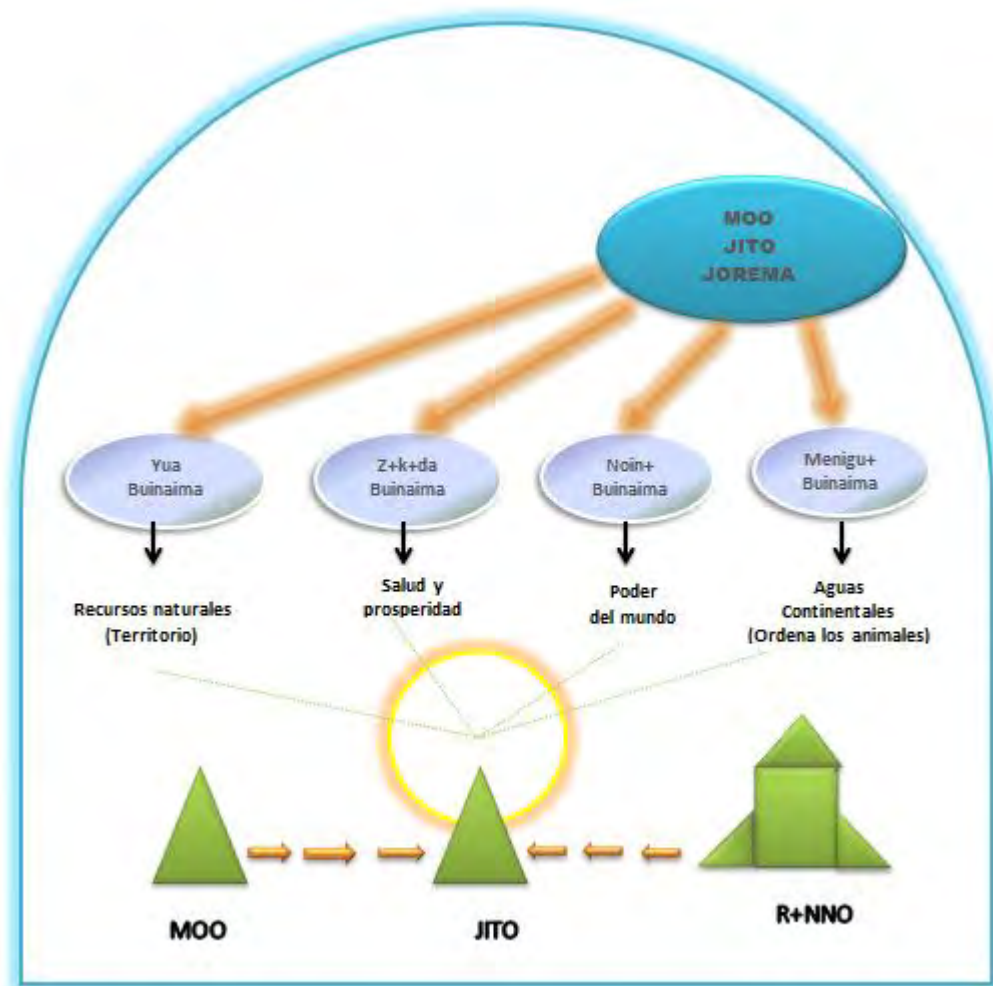 MOO
JITO
JOREMA
Yua
Buinaima
Z+k+da
Buinaima
Noin+
Buinaima
Menigu+
Buinaima
Recursos naturales
(Territorio)
Salud y
prosperidad
Poder
del mundo
Aguas
Continentales
(Ordena los animales)
MOO
JITO
R+NNO